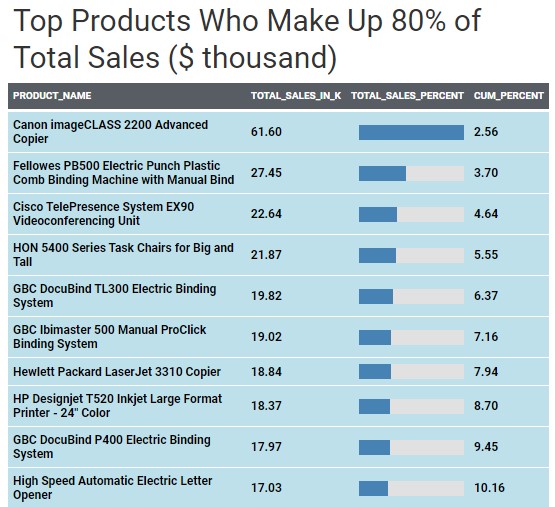 Top Products Who Make Up 80% of
Total Sales ($ thousand)
PRODUCT_NAME TOTAL_SALES_IN_K TOTAL_SALES_PERCENT CUM_PERCENT
Canon imageCLASS 2200 Advanced
Copier 61.60 2.56
Fellowes PB500 Electric Punch Plastic
Comb Binding Machine with Manual Bind 27.45 3.70
Cisco TelePresence System EX90
Videoconferencing Unit 22.64 4.64
HON 5400 Series Task Chairs for Big and
Tall 21.87 5.55
GBC DocuBind TL300 Electric Binding
System 19.82 6.37
GBC Ibimaster 500 Manual ProClick
Binding System 19.02 7.16
Hewlett Packard LaserJet 3310 Copier 18.84 7.94
HP Designjet T520 Inkjet Large Format
Printer - 24" Color 18.37 8.70
GBC DocuBind P400 Electric Binding
System 17.97 9.45
High Speed Automatic Electric Letter
Opener 17.03 10.16